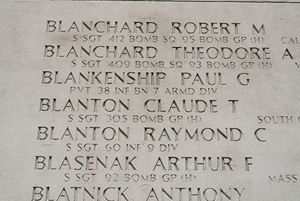 BLANCHARD ROBERT M
S SGT 412 BOMB SQ 95 BOMB GP (H) CAL
BLANCHARD THEODORE A
S SGT 409 BOMB SQ 93 BOMB GP (H)
BLANKENSHIP PAUL G
PVT 38 INF BN 7 ARMD DIV
BLANTON CLAUDE T
S SGT 305 BOMB GP (H) SOUTH
BLANTON RAYMOND C
S SGT 60 INF 9 DIV
BLASENAK ARTHUR F
S SGT 92 BOMB GP (H) MASS
BLATNICK ANTHONY